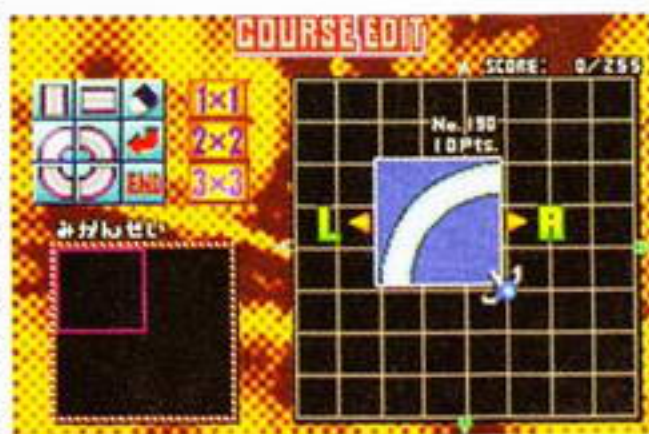 COURSE EDIT
SCORE: 0/255
1×1
2×2
3×3
END
No.190
10Pts.
L
R
みかんせい